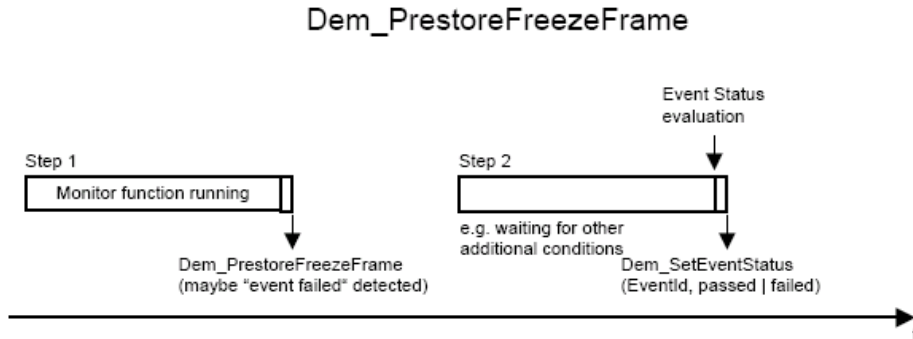 Dem_PrestoreFreezeFrame
Event Status
evaluation
Step 1
Step 2
Monitor function running
e.g. waiting for other
additional conditions
Dem_PrestoreFreezeFrame
(maybe “event failed“ detected)
Dem_SetEventStatus
(EventId, passed | failed)